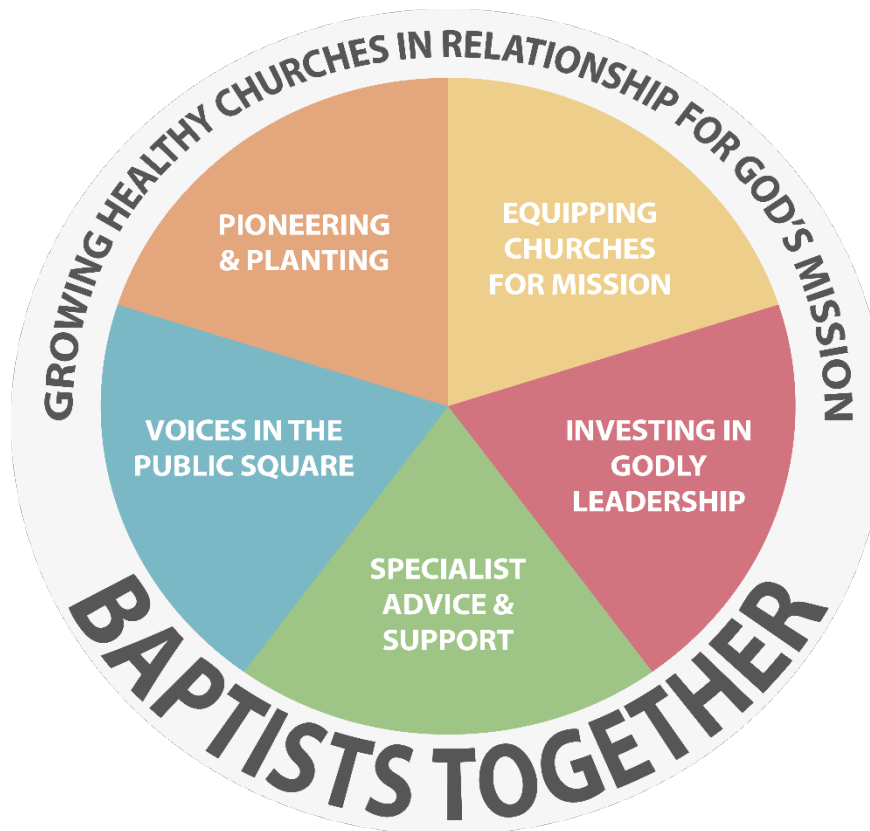 GROWING HEALTHY CHURCHES IN RELATIONSHIP FOR GOD'S MISSION
PIONEERING
& PLANTING
EQUIPPING
CHURCHES
FOR MISSION
VOICES IN THE
PUBLIC SQUARE
INVESTING IN
GODLY
LEADERSHIP
SPECIALIST
ADVICE &
SUPPORT
BAPTISTS TOGETHER